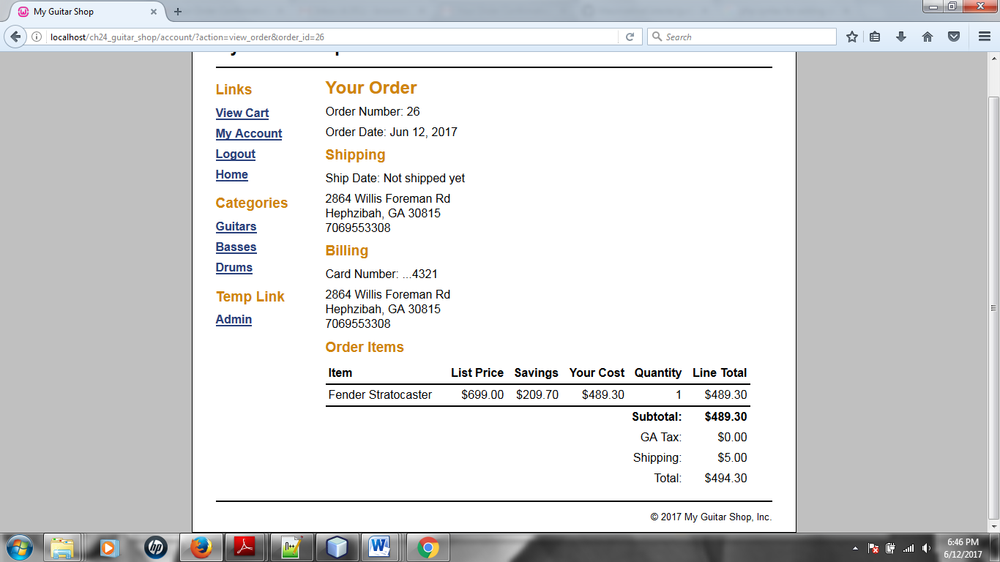 My Guitar Shop
localhost/ch24_guitar_shop/account/?action=view_order&order_id=26
Search
Links
View Cart
My Account
Logout
Home
Categories
Guitars
Basses
Drums
Temp Link
Admin
Your Order
Order Number: 26
Order Date: Jun 12, 2017
Shipping
Ship Date: Not shipped yet
2864 Willis Foreman Rd
Hephzibah, GA 30815
7069553308
Billing
Card Number: ...4321
2864 Willis Foreman Rd
Hephzibah, GA 30815
7069553308
Order Items
Item List Price Savings Your Cost Quantity Line Total
Fender Stratocaster $699.00 $209.70 $489.30 1 $489.30
Subtotal: $489.30
GA Tax: $0.00
Shipping: $5.00
Total: $494.30
© 2017 My Guitar Shop, Inc.
hp
n++
W
6:46 PM
6/12/2017